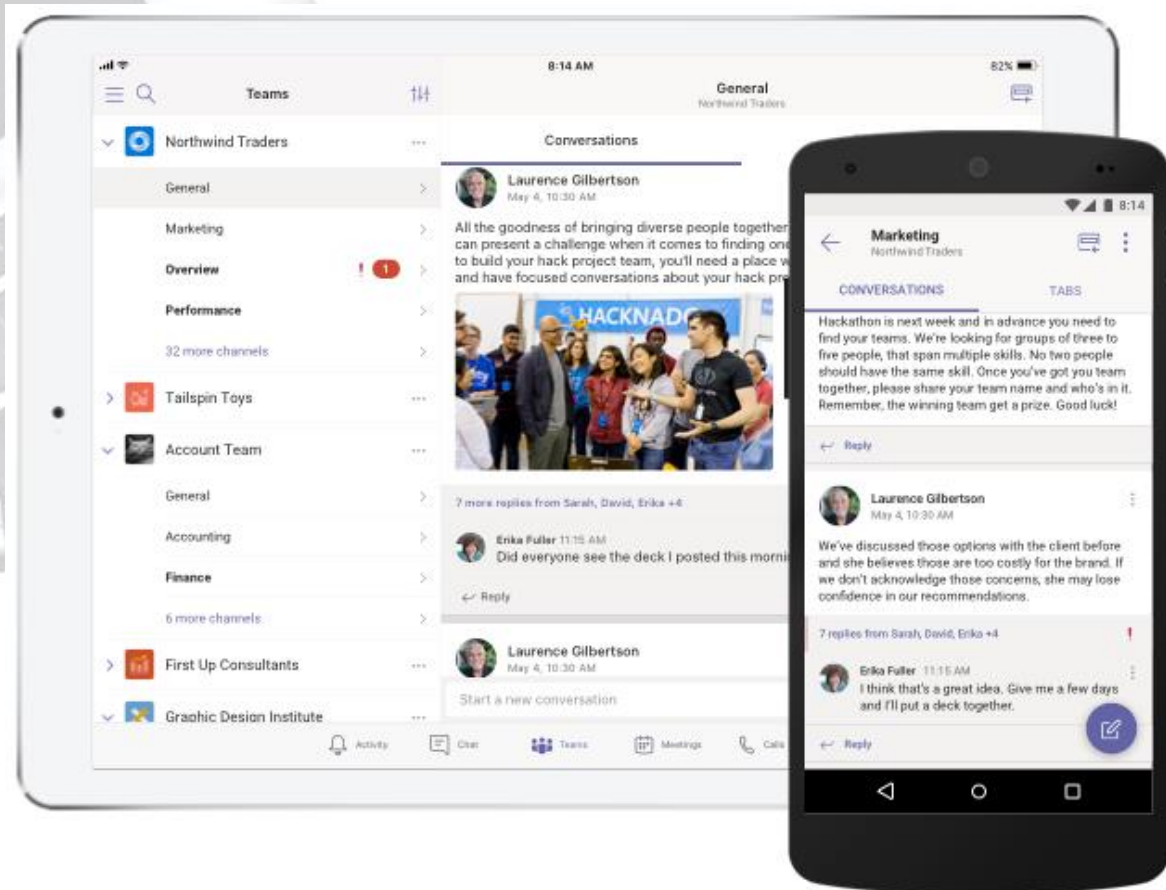 8:14 AM
82%
Teams
General
Northwind Traders
Northwind Traders
General
Marketing
Overview
! 1
Performance
32 more channels
Tailspin Toys
Account Team
General
Accounting
Finance
6 more channels
First Up Consultants
Graphic Design Institute
Conversations
Laurence Gilbertson
May 4, 10:30 AM
All the goodness of bringing diverse people together
can present a challenge when it comes to finding one
to build your hack project team, you'll need a place w
and have focused conversations about your hack pro
HACKNADO
7 more replies from Sarah, David, Erika +4
Erika Fuller 11:15 AM
Did everyone see the deck I posted this morni
Reply
Laurence Gilbertson
May 4, 10:30 AM
Start a new conversation
Activity
Chat
Teams
Meetings
Calls
8:14
Marketing
Northwind Traders
CONVERSATIONS TABS
Hackathon is next week and in advance you need to
find your teams. We're looking for groups of three to
five people, that span multiple skills. No two people
should have the same skill. Once you've got you team
together, please share your team name and who's in it.
Remember, the winning team get a prize. Good luck!
Reply
Laurence Gilbertson
May 4, 10:30 AM
We've discussed those options with the client before
and she believes those are too costly for the brand. If
we don't acknowledge those concerns, she may lose
confidence in our recommendations.
7 replies from Sarah, David, Erika +4 !
Erika Fuller 11:15 AM
I think that's a great idea. Give me a few days
and I'll put a deck together.
Reply